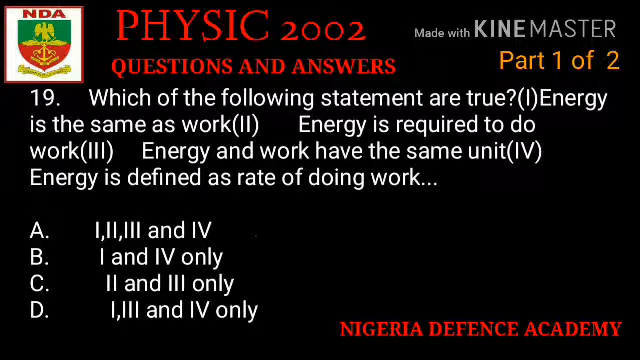 NDA
PHYSIC 2002
Made with KINEMASTER
QUESTIONS AND ANSWERS
Part 1 of 2
19. Which of the following statement are true?(I)Energy
is the same as work(II) Energy is required to do
work(III) Energy and work have the same unit(IV)
Energy is defined as rate of doing work...
A. I,II,III and IV
B. I and IV only
C. II and III only
D. I,III and IV only
NIGERIA DEFENCE ACADEMY